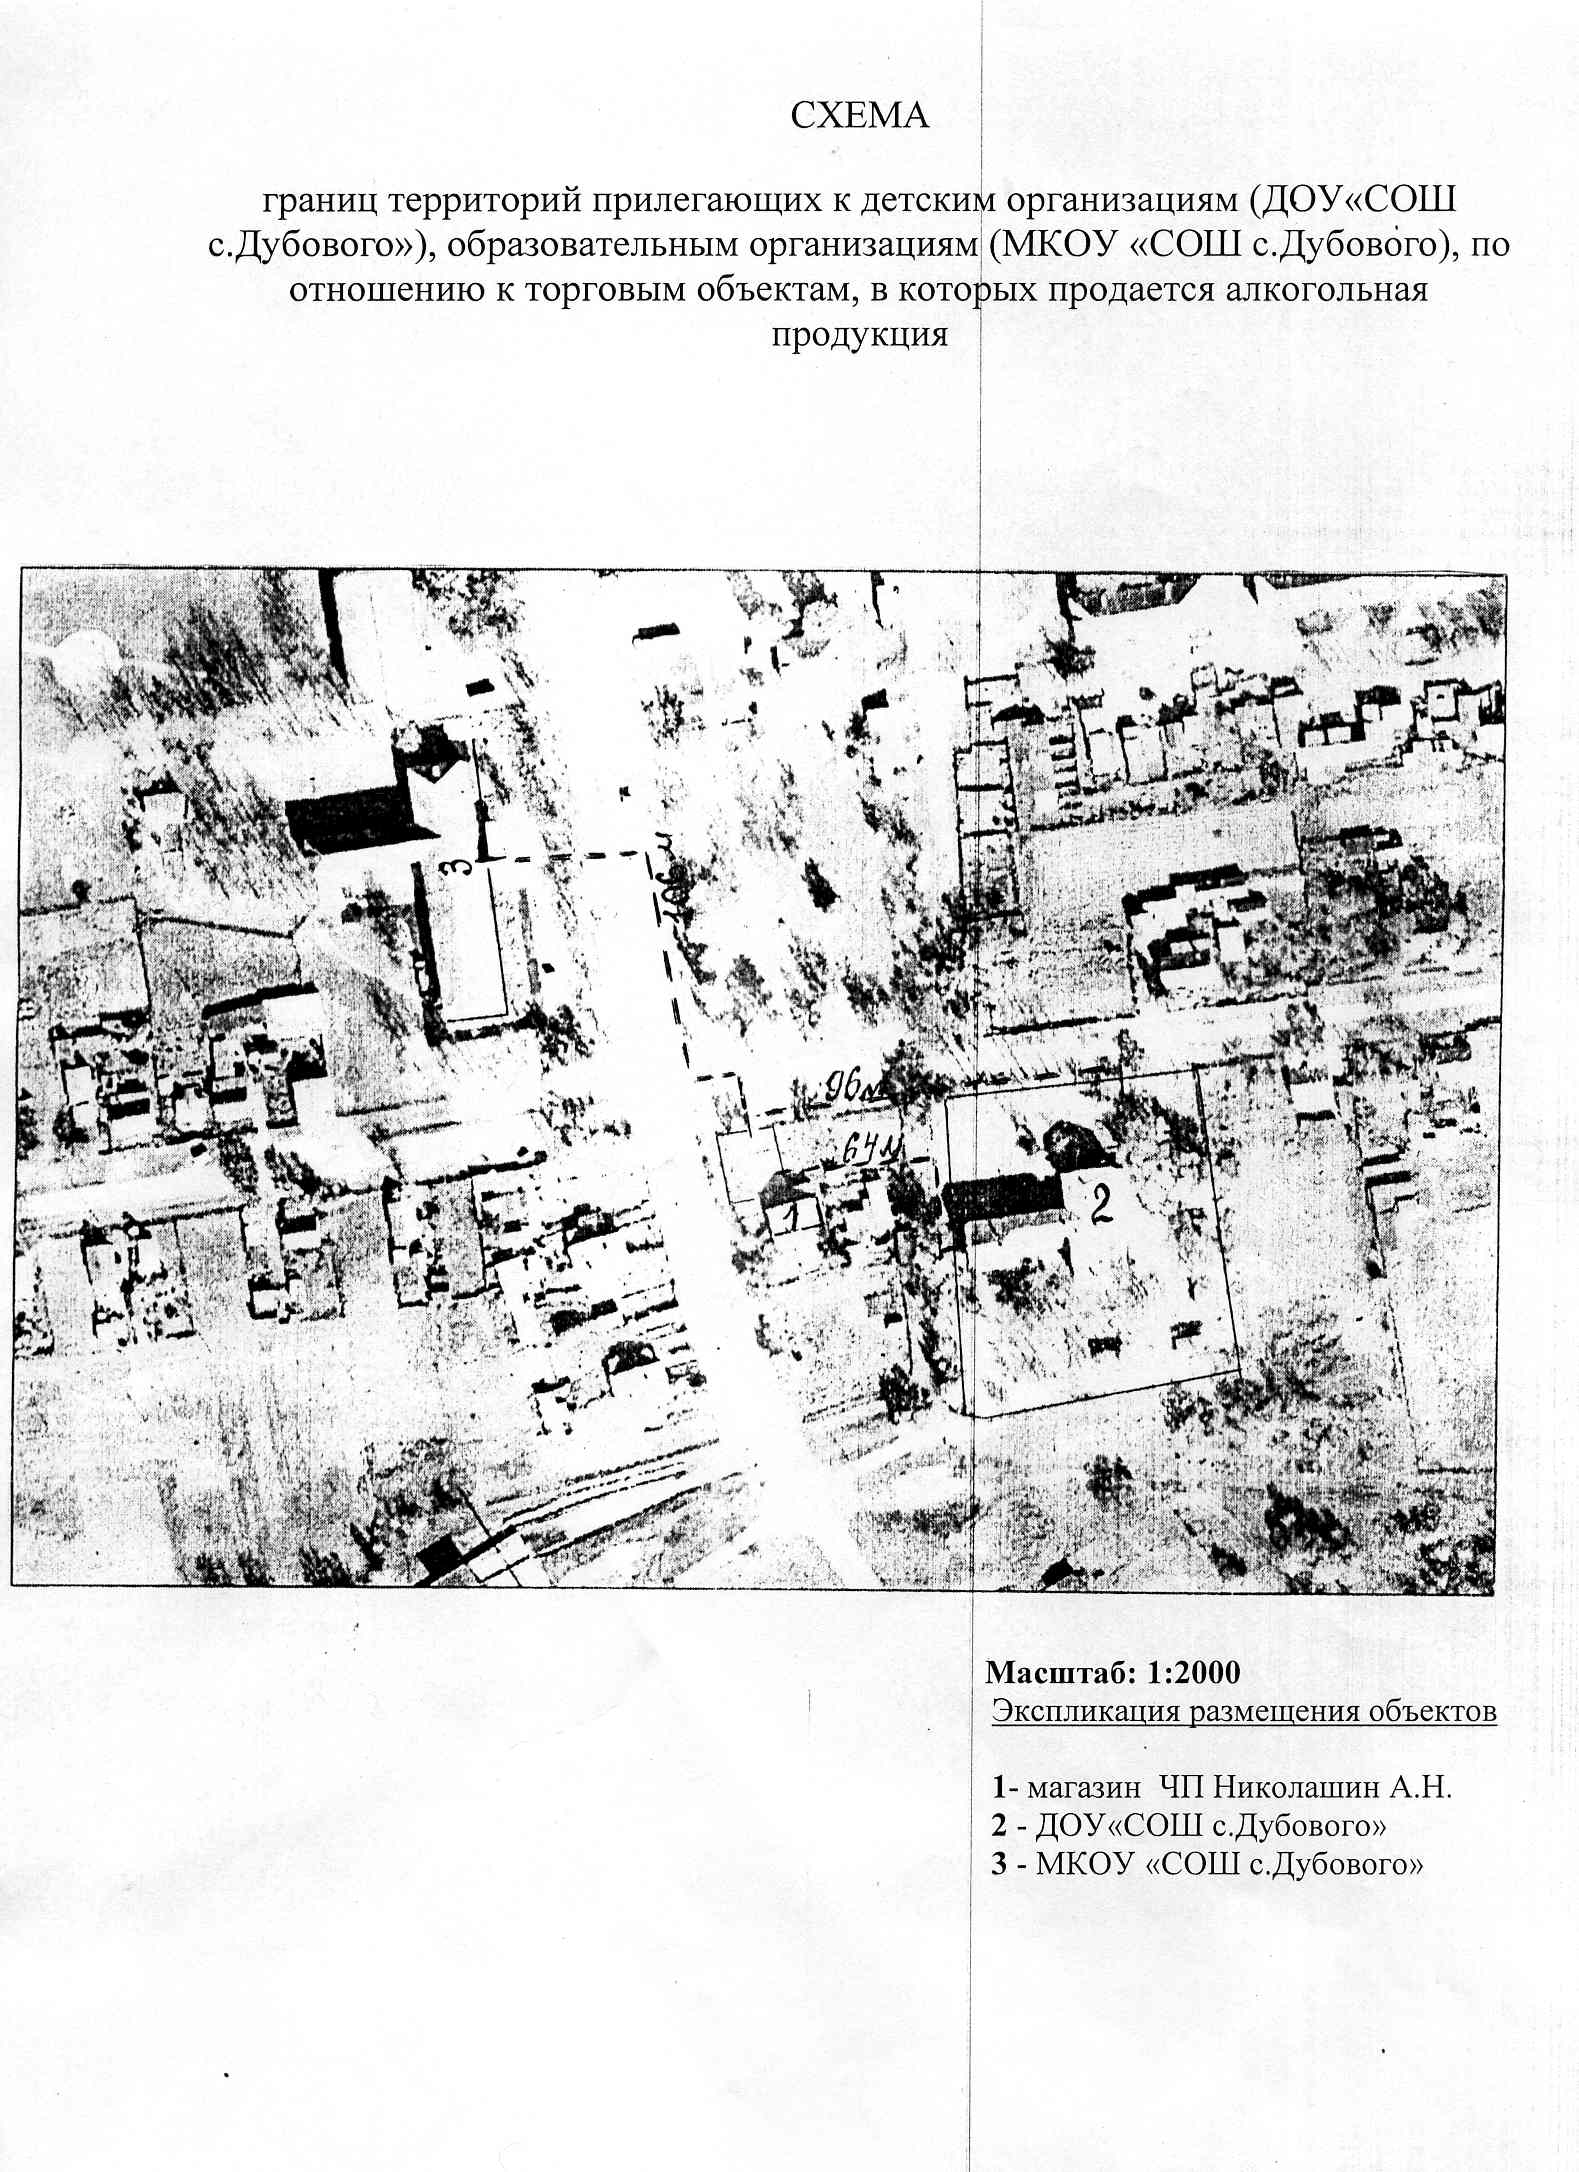 СХЕМА
границ территорий прилегающих к детским организациям (ДОУ«СОШ
с.Дубового»), образовательным организациям (МКОУ «СОШ с.Дубового), по
отношению к торговым объектам, в которых продается алкогольная
продукция
3
106 м
96м
64м
1
2
Масштаб: 1:2000
Экспликация размещения объектов
1- магазин ЧП Николашин А.Н.
2 - ДОУ«СОШ с.Дубового»
3 - МКОУ «СОШ с.Дубового»